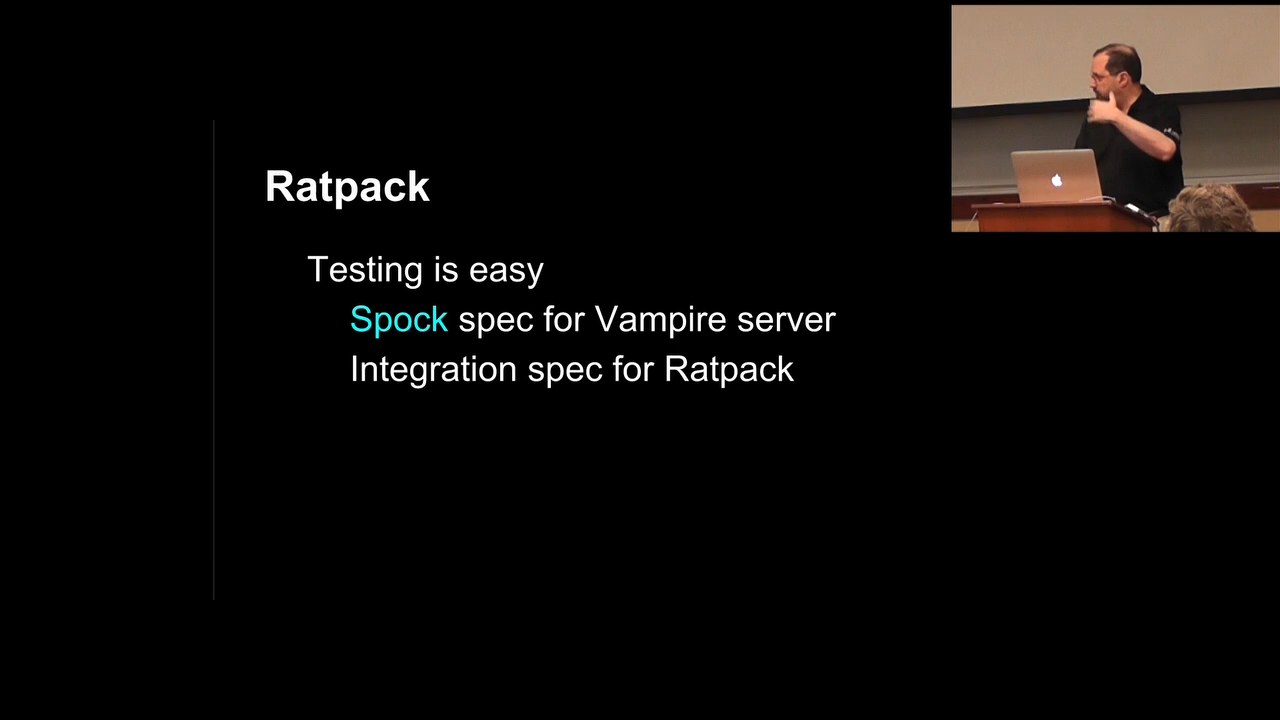 Ratpack
Testing is easy
Spock spec for Vampire server
Integration spec for Ratpack